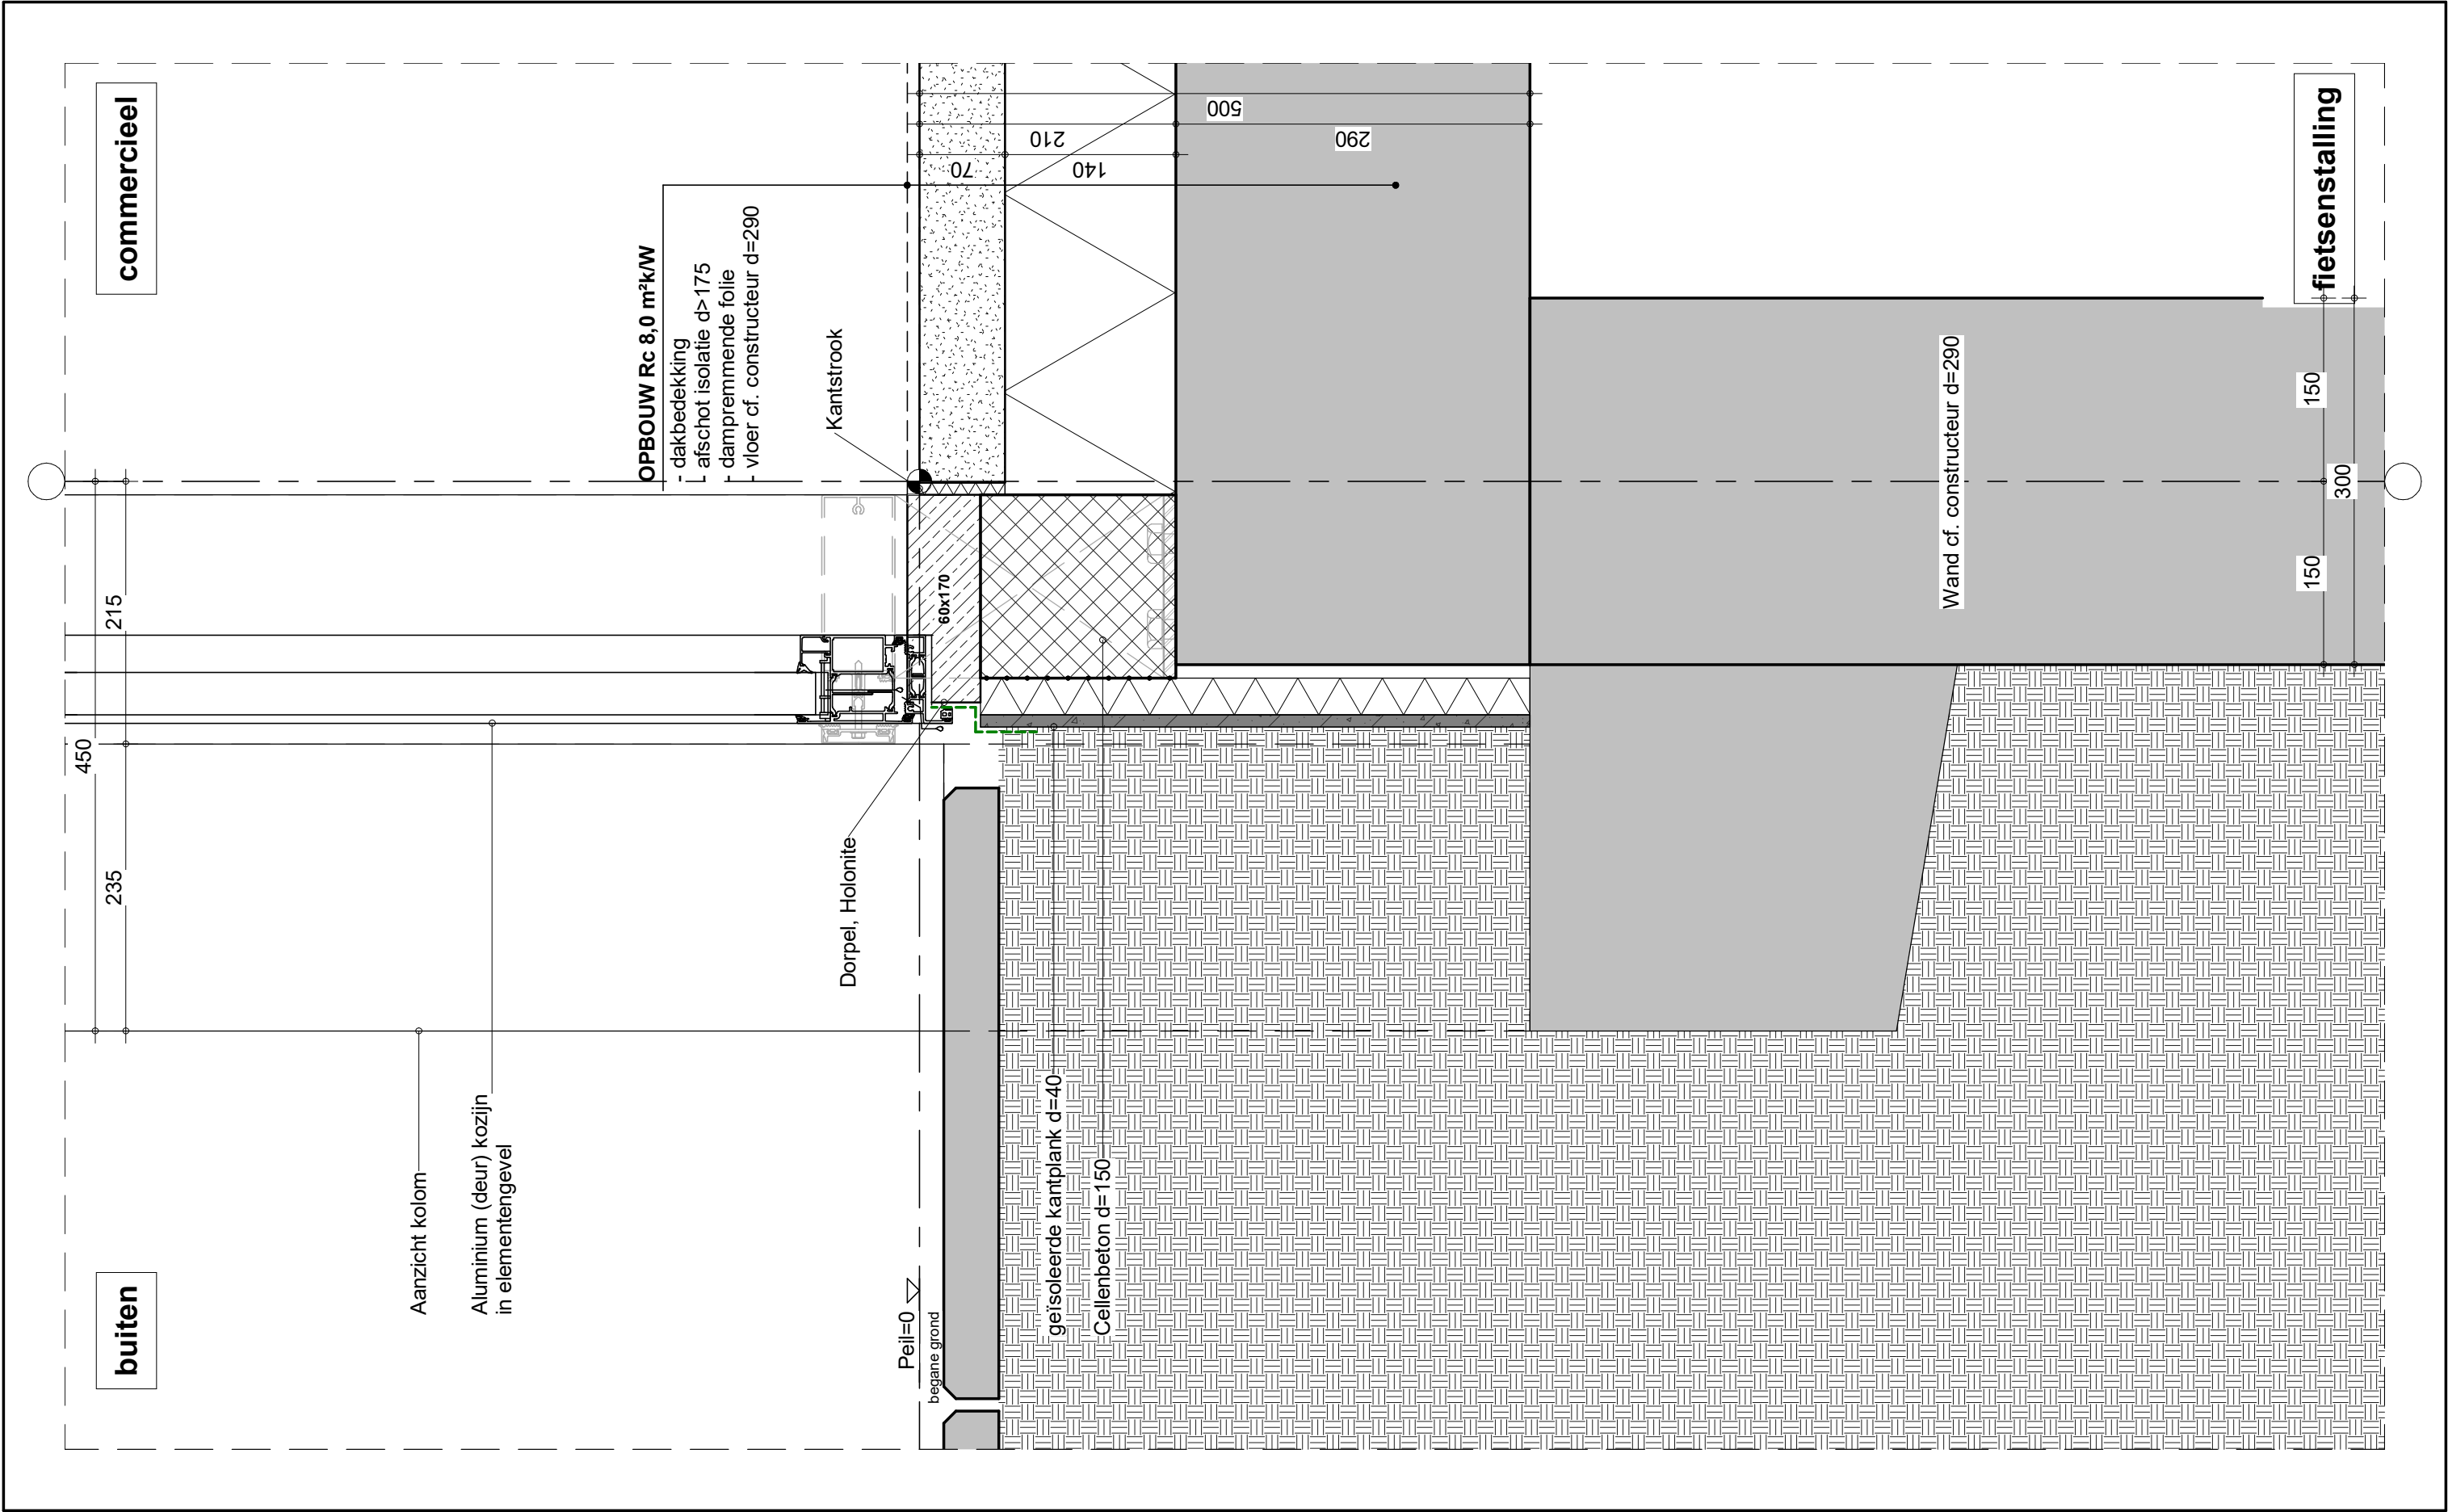 buiten
commercieel
450
235
215
Aanzicht kolom
Aluminium (deur) kozijn
in elementengevel
OPBOUW Rc 8,0 m²k/W
- dakbedekking
- afschot isolatie d>175
- dampremmende folie
- vloer cf. constructeur d=290
Kantstrook
Dorpel, Holonite
Peil=0
begane grond
60x170
70
140
210
290
500
geïsoleerde kantplank d=40
Cellenbeton d=150
Wand cf. constructeur d=290
150
150
300
fietsenstalling